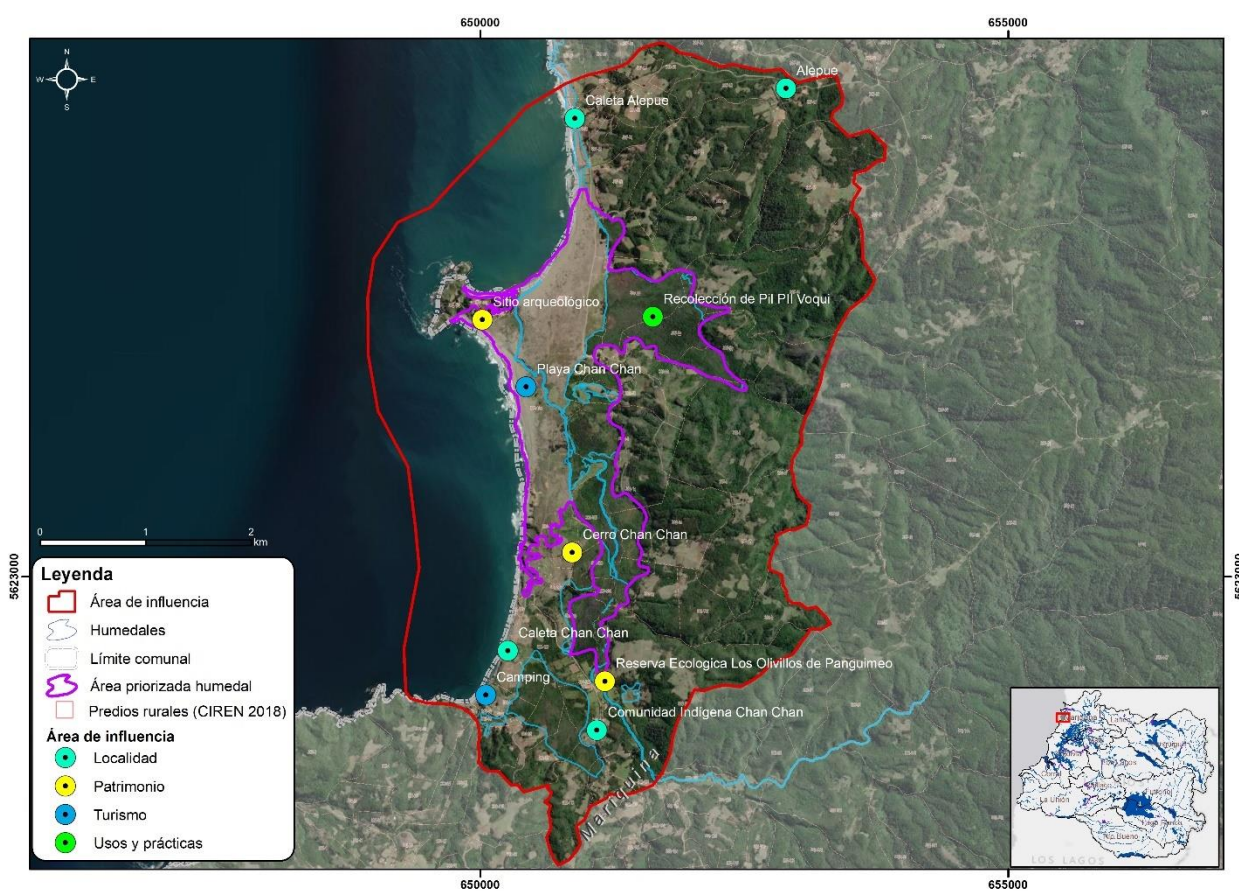 650000
655000
N
W E
S
Alepue
Caleta Alepue
Sitio arqueológico
Recolección de Pil Pil Voqui
Playa Chan Chan
Cerro Chan Chan
0 1 2
km
5623000
5623000
Caleta Chan Chan
Reserva Ecologica Los Olivillos de Panguimeo
Camping
Comunidad Indigena Chan Chan
Mariquina
Leyenda
Área de influencia
Humedales
Límite comunal
Área priorizada humedal
Predios rurales (CIREN 2018)
Área de influencia
Localidad
Patrimonio
Turismo
Usos y prácticas
La Unión
Río Bueno
LOS LAGOS
650000
655000